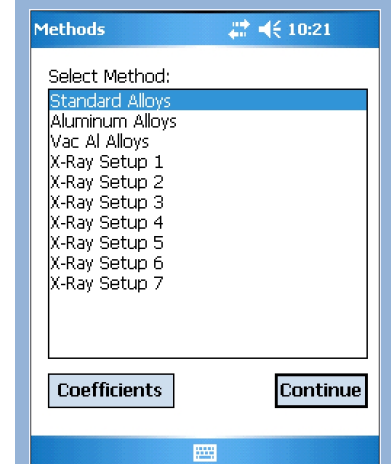 Methods 10:21
Select Method:
Standard Alloys
Aluminum Alloys
Vac Al Alloys
X-Ray Setup 1
X-Ray Setup 2
X-Ray Setup 3
X-Ray Setup 4
X-Ray Setup 5
X-Ray Setup 6
X-Ray Setup 7
Coefficients Continue